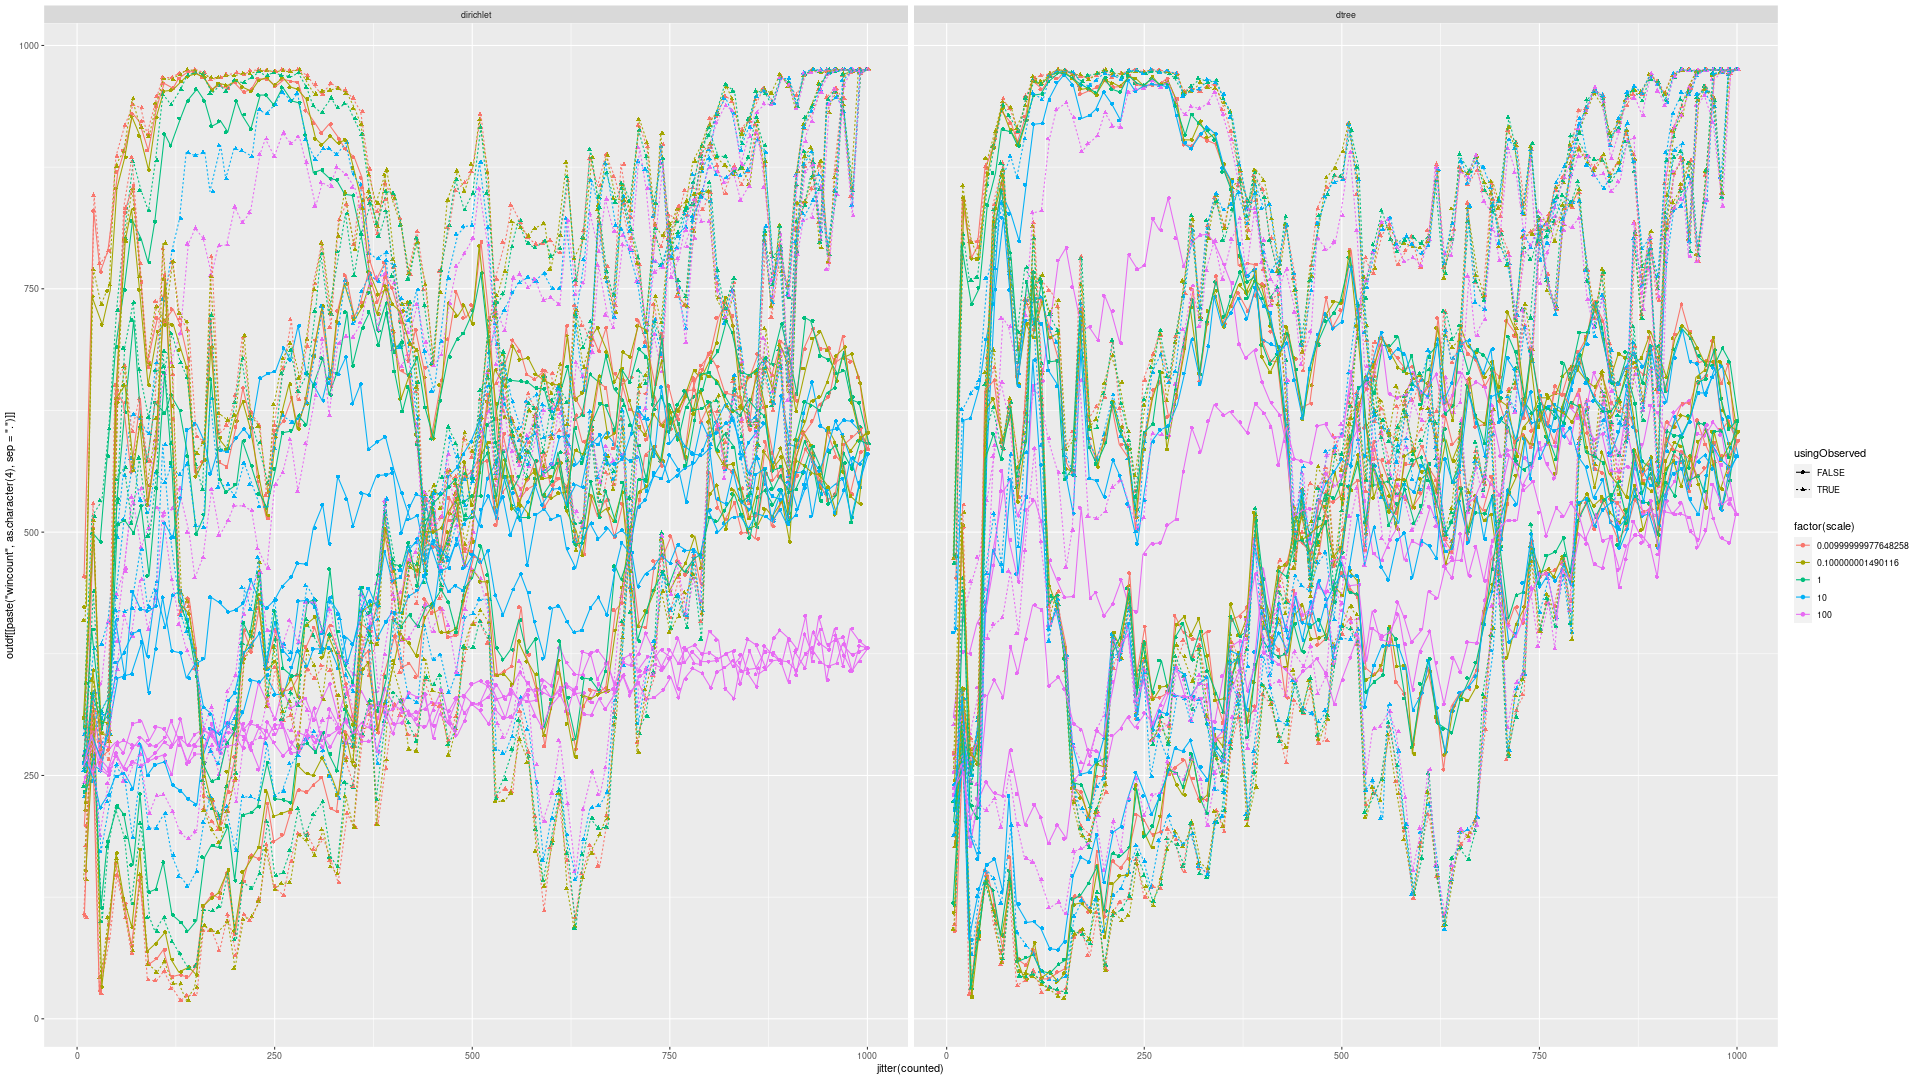 dirichlet
dtree
1000
750
500
250
0
0
250
500
750
1000
0
250
500
750
1000
jitter(counted)
outdf[[paste("wincount", as.character(4), sep = ".")]]
usingObserved
FALSE
TRUE
factor(scale)
0.00999999977648258
0.100000001490116
1
10
100